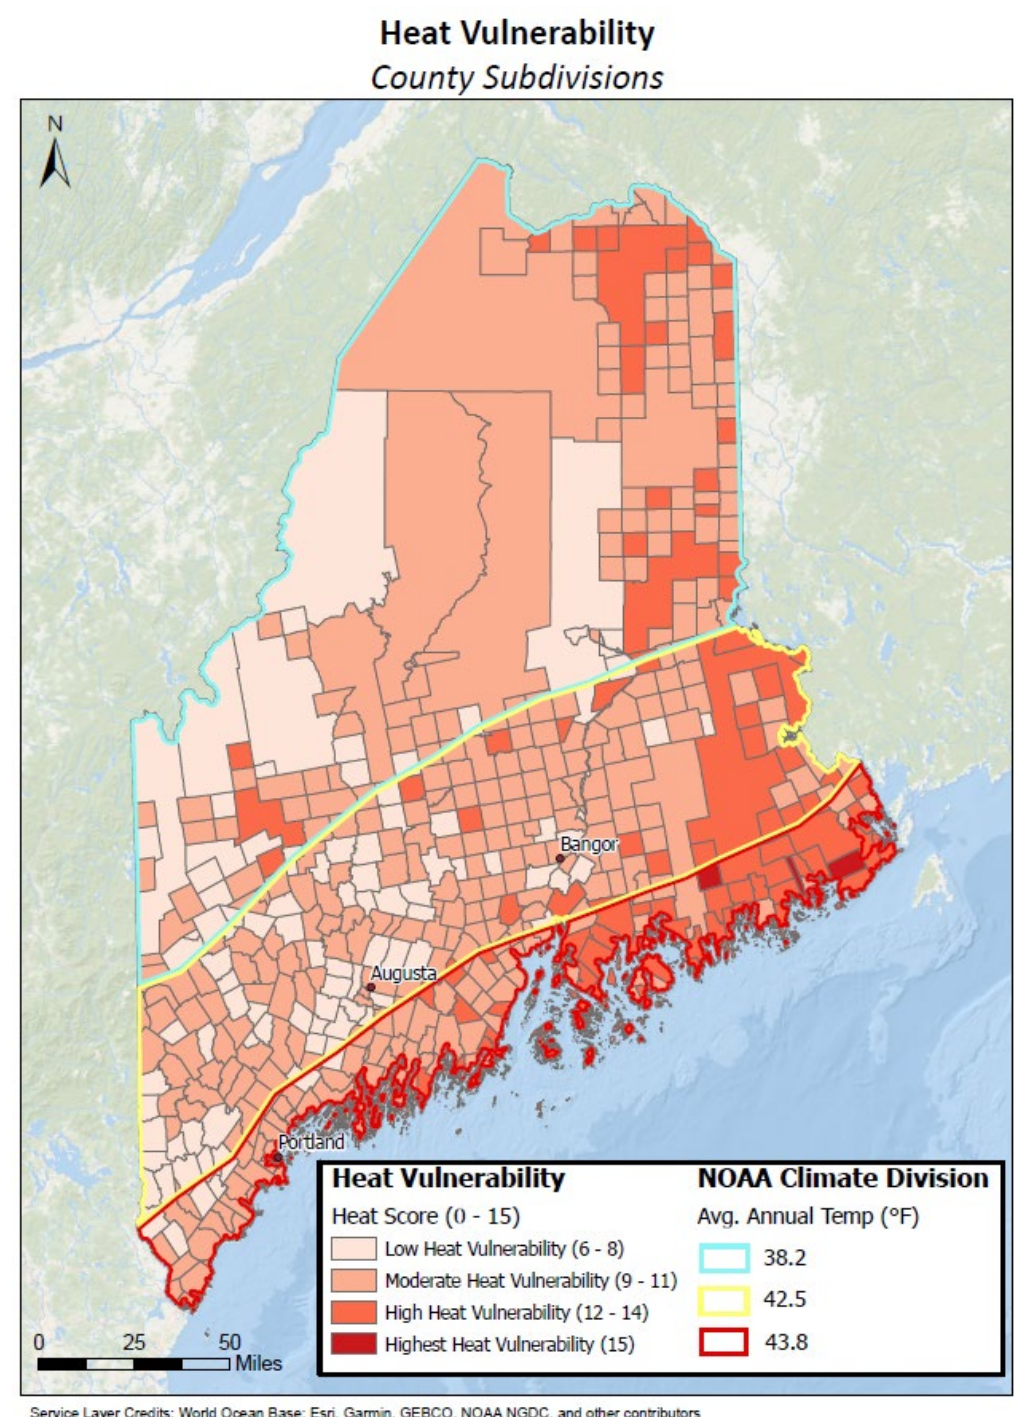 Heat Vulnerability
County Subdivisions
N
Bangor
Augusta
Portland
Heat Vulnerability
Heat Score (0 - 15)
Low Heat Vulnerability (6 - 8)
Moderate Heat Vulnerability (9 - 11)
High Heat Vulnerability (12 - 14)
Highest Heat Vulnerability (15)
NOAA Climate Division
Avg. Annual Temp (°F)
38.2
42.5
43.8
0 25 50
Miles
Service Layer Credits: World Ocean Base: Esri, Garmin, GEBCO, NOAA NGDC, and other contributors